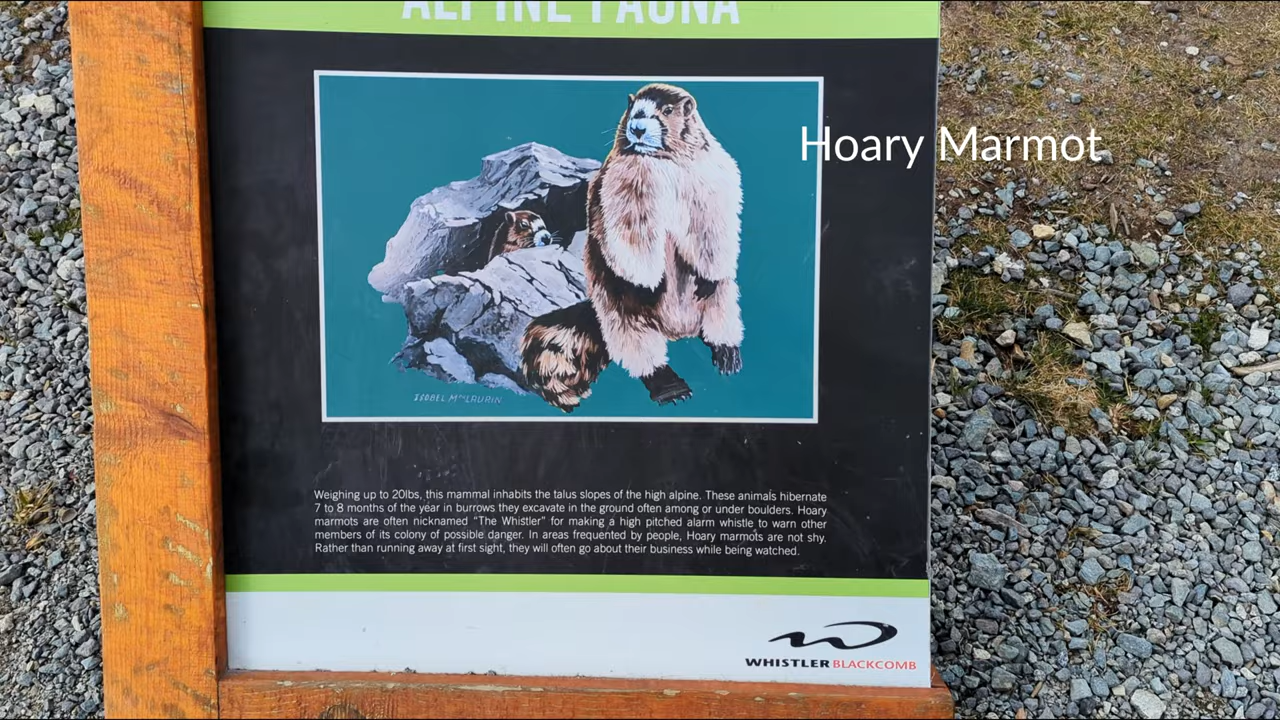 ALPINE FAUNA
Hoary Marmot
ISOBEL MACLAURIN
Weighing up to 20lbs, this mammal inhabits the talus slopes of the high alpine. These animals hibernate
7 to 8 months of the year in burrows they excavate in the ground often among or under boulders. Hoary
marmots are often nicknamed “The Whistler” for making a high pitched alarm whistle to warn other
members of its colony of possible danger. In areas frequented by people, Hoary marmots are not shy.
Rather than running away at first sight, they will often go about their business while being watched.
WHISTLERBLACKCOMB